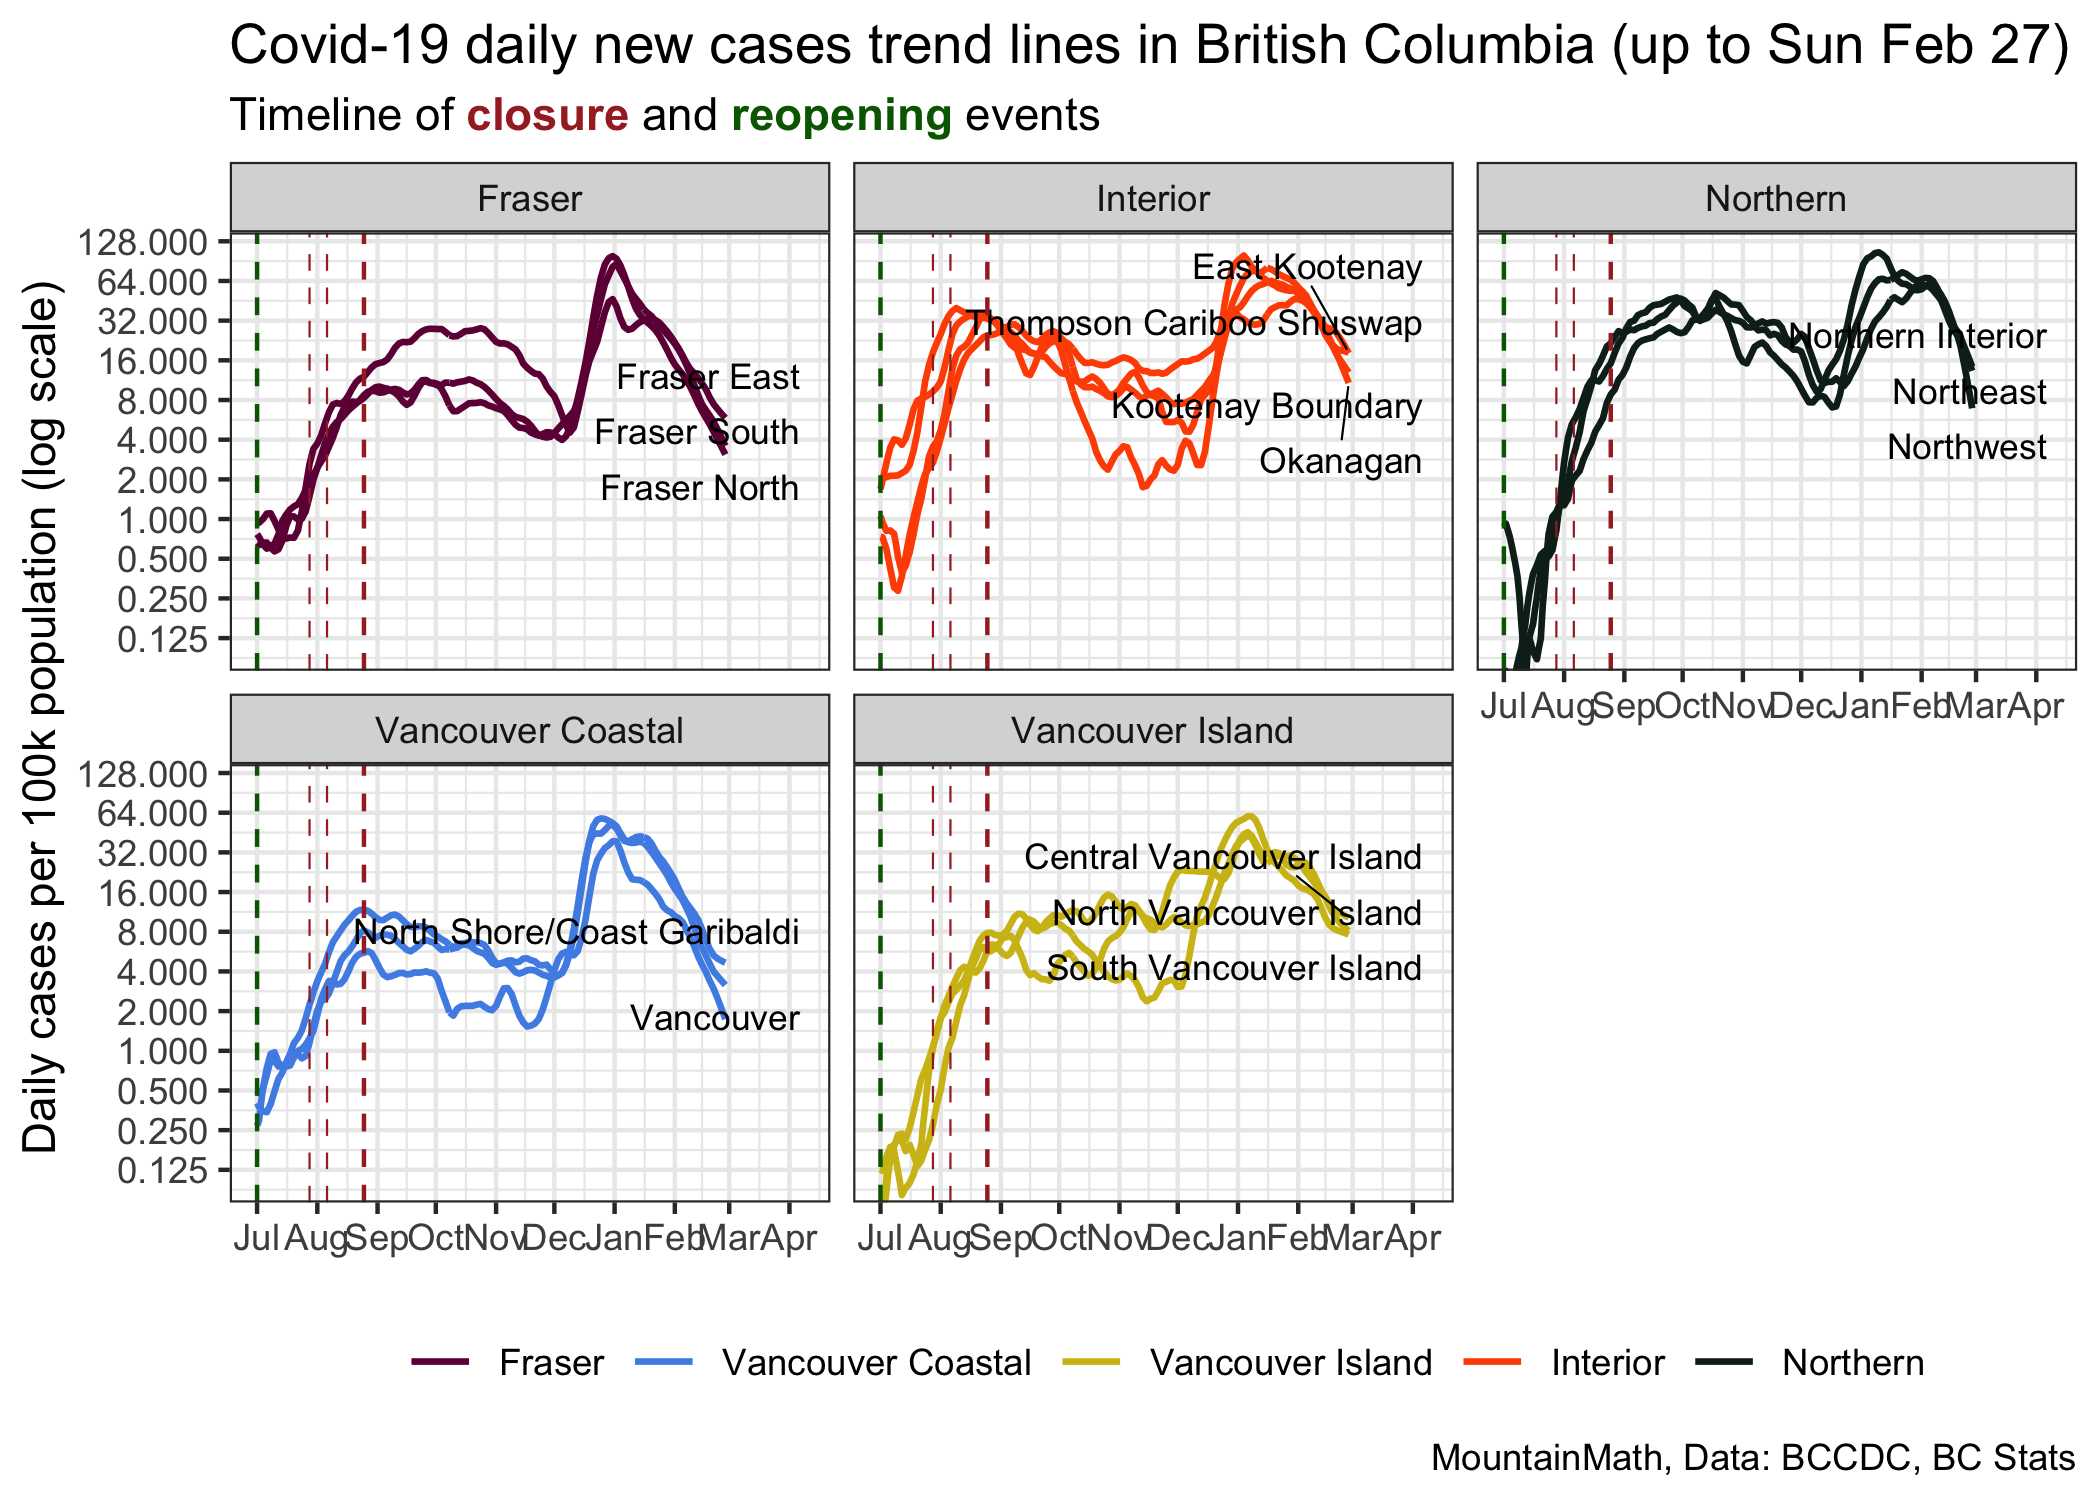 Covid-19 daily new cases trend lines in British Columbia (up to Sun Feb 27)
Timeline of closure and reopening events
Daily cases per 100k population (log scale)
Fraser
128.000
64.000
32.000
16.000
8.000
4.000
2.000
1.000
0.500
0.250
0.125
Fraser East
Fraser South
Fraser North
Interior
East Kootenay
Thompson Cariboo Shuswap
Kootenay Boundary
Okanagan
Northern
Northern Interior
Northeast
Northwest
Jul Aug Sep Oct Nov Dec Jan Feb Mar Apr
Vancouver Coastal
128.000
64.000
32.000
16.000
8.000
4.000
2.000
1.000
0.500
0.250
0.125
North Shore/Coast Garibaldi
Vancouver
Jul Aug Sep Oct Nov Dec Jan Feb Mar Apr
Vancouver Island
Central Vancouver Island
North Vancouver Island
South Vancouver Island
Jul Aug Sep Oct Nov Dec Jan Feb Mar Apr
Fraser Vancouver Coastal Vancouver Island Interior Northern
MountainMath, Data: BCCDC, BC Stats